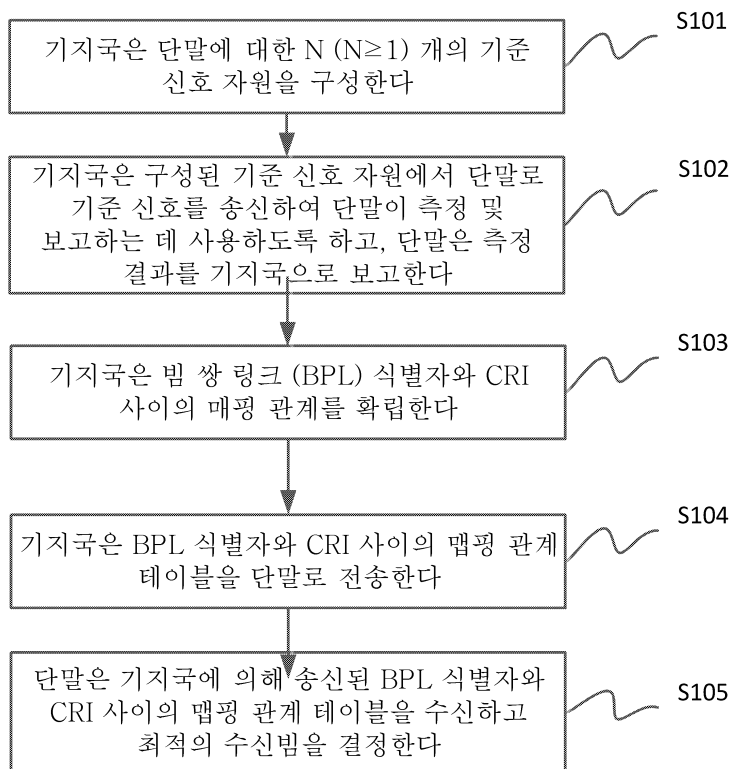 S101
기지국은 단말에 대한 N (N≥1) 개의 기준
신호 자원을 구성한다
S102
기지국은 구성된 기준 신호 자원에서 단말로
기준 신호를 송신하여 단말이 측정 및
보고하는 데 사용하도록 하고, 단말은 측정
결과를 기지국으로 보고한다
S103
기지국은 빔 쌍 링크 (BPL) 식별자와 CRI
사이의 매핑 관계를 확립한다
S104
기지국은 BPL 식별자와 CRI 사이의 맵핑 관계
테이블을 단말로 전송한다
S105
단말은 기지국에 의해 송신된 BPL 식별자와
CRI 사이의 맵핑 관계 테이블을 수신하고
최적의 수신빔을 결정한다